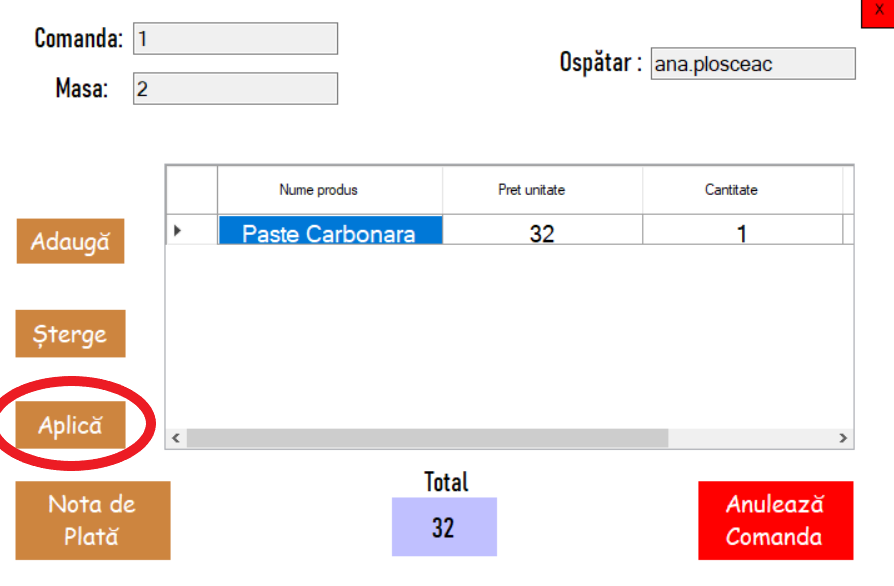 X
Comanda: 1
Ospătar : ana.plosceac
Masa: 2
Nume produs Pret unitate Cantitate
Adaugă
Paste Carbonara 32 1
Șterge
Aplică
Total
Nota de
Plată
32
Anulează
Comanda